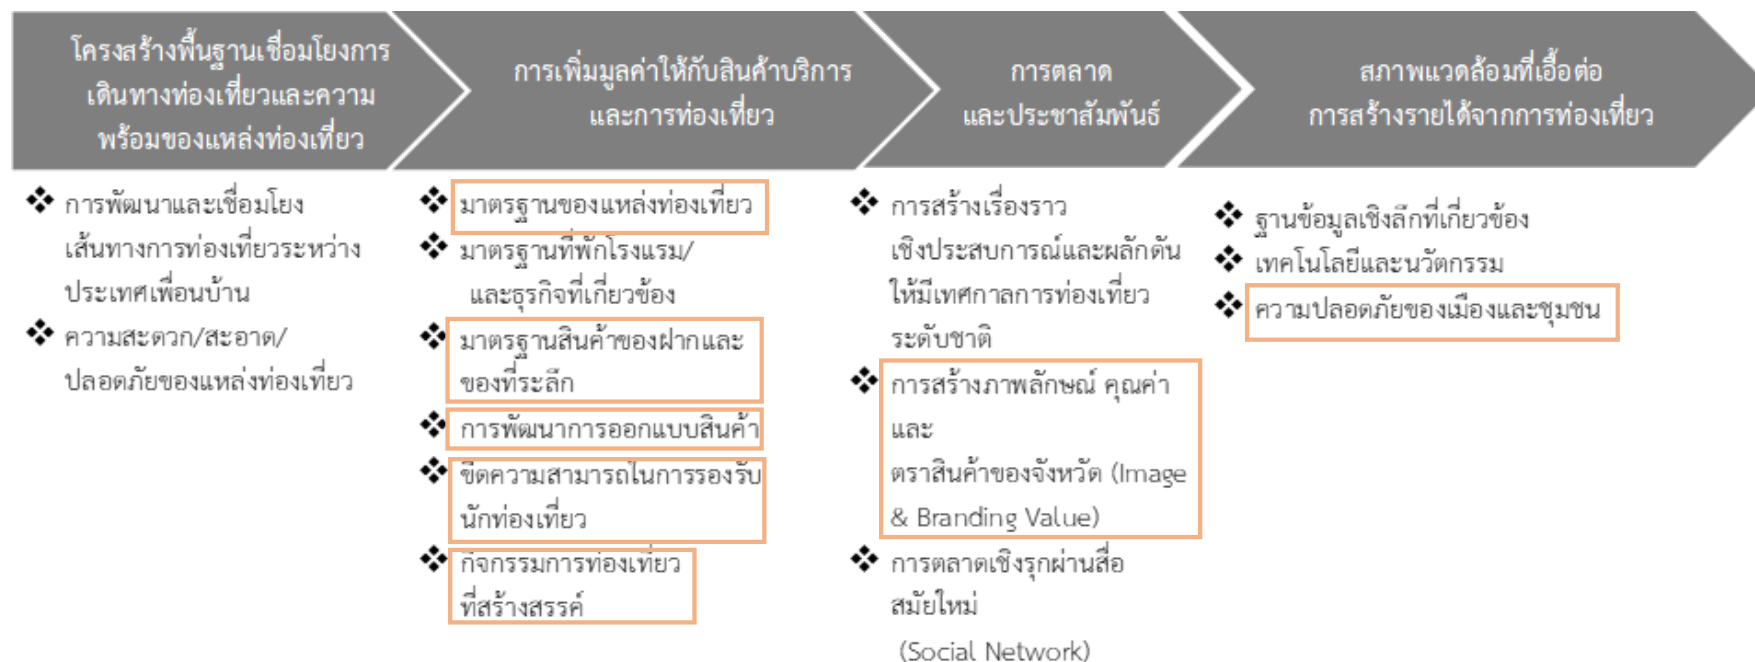 โครงสร้างพื้นฐานเชื่อมโยงการ
เดินทางท่องเที่ยวและความ
พร้อมของแหล่งท่องเที่ยว
การเพิ่มมูลค่าให้กับสินค้าบริการ
และการท่องเที่ยว
การตลาด
และประชาสัมพันธ์
สภาพแวดล้อมที่เอื้อต่อ
การสร้างรายได้จากการท่องเที่ยว
❖ การพัฒนาและเชื่อมโยง
เส้นทางการท่องเที่ยวระหว่าง
ประเทศเพื่อนบ้าน
❖ ความสะดวก/สะอาด/
ปลอดภัยของแหล่งท่องเที่ยว
❖ มาตรฐานของแหล่งท่องเที่ยว
❖ มาตรฐานที่พักโรงแรม/
และธุรกิจที่เกี่ยวข้อง
❖ มาตรฐานสินค้าของฝากและ
ของที่ระลึก
❖ การพัฒนาการออกแบบสินค้า
❖ ขีดความสามารถในการรองรับ
นักท่องเที่ยว
❖ กิจกรรมการท่องเที่ยว
ที่สร้างสรรค์
❖ การสร้างเรื่องราว
เชิงประสบการณ์และผลักดัน
ให้มีเทศกาลการท่องเที่ยว
ระดับชาติ
❖ การสร้างภาพลักษณ์ คุณค่า
และ
ตราสินค้าของจังหวัด (Image
& Branding Value)
❖ การตลาดเชิงรุกผ่านสื่อ
สมัยใหม่
(Social Network)
❖ ฐานข้อมูลเชิงลึกที่เกี่ยวข้อง
❖ เทคโนโลยีและนวัตกรรม
❖ ความปลอดภัยของเมืองและชุมชน